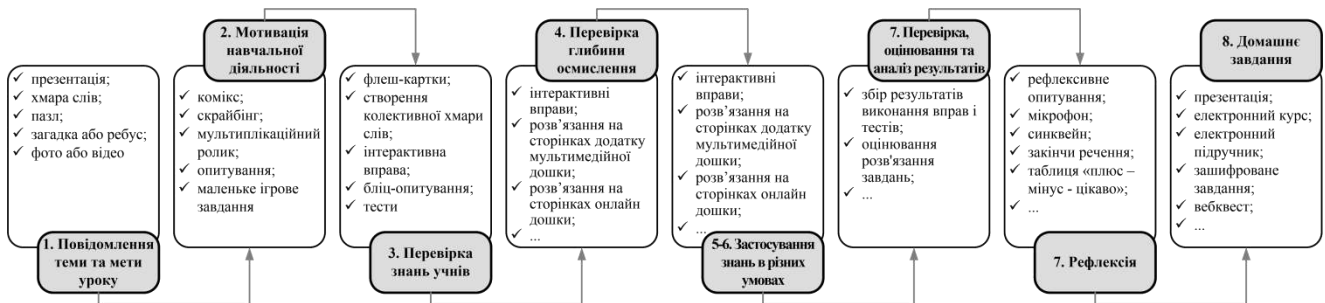 ✓ презентація;
✓ хмара слів;
✓ пазл;
✓ загадка або ребус;
✓ фото або відео
1. Повідомлення
теми та мети
уроку
2. Мотивація
навчальної
діяльності
✓ комікс;
✓ скрайбінг;
✓ мультиплікаційний
ролик;
✓ опитування;
✓ маленьке ігрове
завдання
✓ флеш-картки;
✓ створення
колективної хмари
слів;
✓ інтерактивна
вправа;
✓ бліц-опитування;
✓ тести
3. Перевірка
знань учнів
4. Перевірка
глибини
осмислення
✓ інтерактивні
вправи;
✓ розв’язання на
сторінках додатку
мультимедійної
дошки;
✓ розв’язання на
сторінках онлайн
дошки;
✓ ...
✓ інтерактивні
вправи;
✓ розв’язання на
сторінках додатку
мультимедійної
дошки;
✓ розв’язання на
сторінках онлайн
дошки;
✓ ...
5-6. Застосування
знань в різних
умовах
7. Перевірка,
оцінювання та
аналіз результатів
✓ збір результатів
виконання вправ і
тестів;
✓ оцінювання
розв'язання
завдань;
✓ ...
✓ рефлексивне
опитування;
✓ мікрофон;
✓ синквейн;
✓ закінчи речення;
✓ таблиця «плюс –
мінус - цікаво»;
✓ ...
7. Рефлексія
8. Домашнє
завдання
✓ презентація;
✓ електронний курс;
✓ електронний
підручник;
✓ зашифроване
завдання;
✓ вебквест;
✓ ...